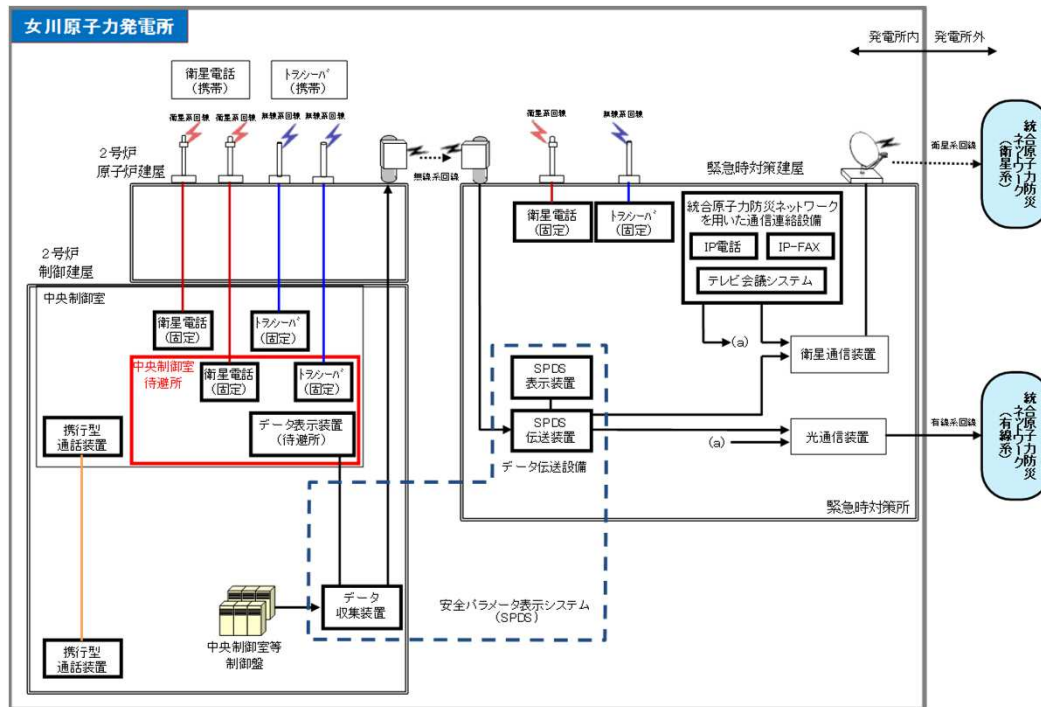 女川原子力発電所
発電所内
発電所外
衛星電話
(携帯)
トランシーバ
(携帯)
衛星系回線
衛星系回線
無線系回線
無線系回線
衛星系回線
無線系回線
2号炉
原子炉建屋
無線系回線
緊急時対策建屋
衛星系回線
統合原子力防災
ネットワーク
(衛星系)
衛星電話
(固定)
トランシーバ
(固定)
統合原子力防災ネットワーク
を用いた通信連絡設備
IP電話
IP-FAX
テレビ会議システム
2号炉
制御建屋
中央制御室
衛星電話
(固定)
トランシーバ
(固定)
(a)
衛星通信装置
中央制御室
待避所
衛星電話
(固定)
トランシーバ
(固定)
SPDS
表示装置
データ表示装置
(待避所)
SPDS
伝送装置
データ伝送設備
(a)
光通信装置
有線系回線
統合原子力防災
ネットワーク
(有線系)
携行型
通話装置
緊急時対策所
データ
収集装置
安全パラメータ表示システム
(SPDS)
中央制御室等
制御盤
携行型
通話装置